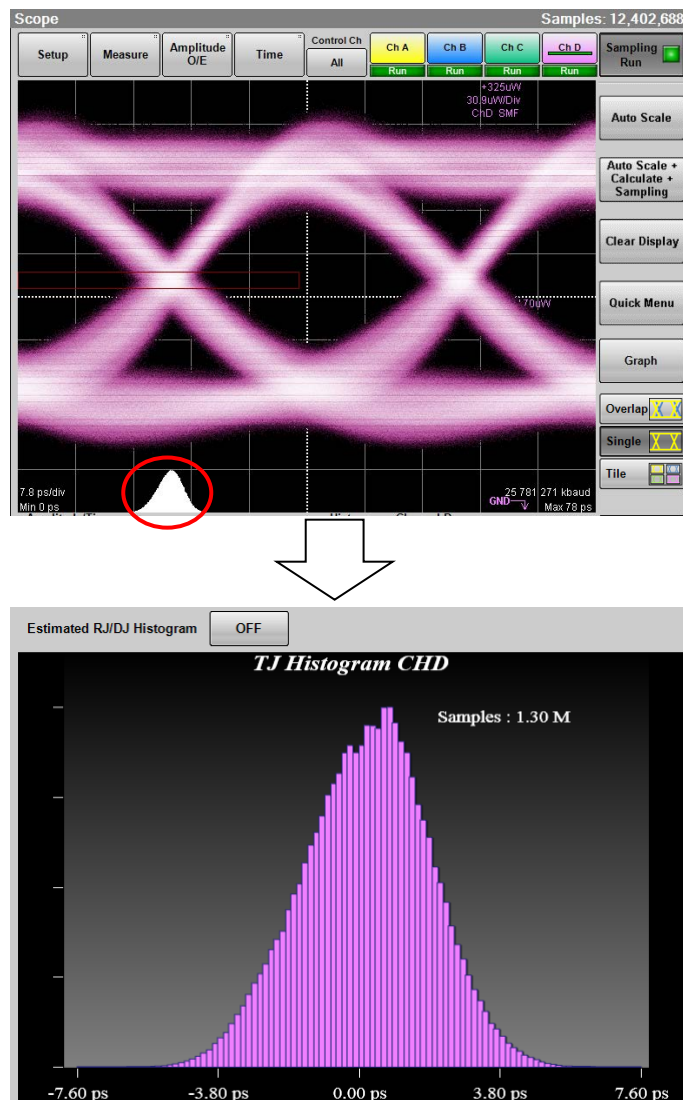 Scope Samples: 12,402,688
Setup
Measure
Amplitude
O/E
Time
Control Ch
All
Ch A
Run
Ch B
Run
Ch C
Run
Ch D
Run
Sampling
Run
+325uW
30.9uW/Div
ChD SMF
Auto Scale
Auto Scale +
Calculate +
Sampling
Clear Display
Quick Menu
Graph
Overlap
Single
Tile
7.8 ps/div
Min 0 ps
GND
25 781 271 kbaud
Max 78 ps
Estimated RJ/DJ Histogram OFF
TJ Histogram CHD
Samples : 1.30 M
-7.60 ps -3.80 ps 0.00 ps 3.80 ps 7.60 ps